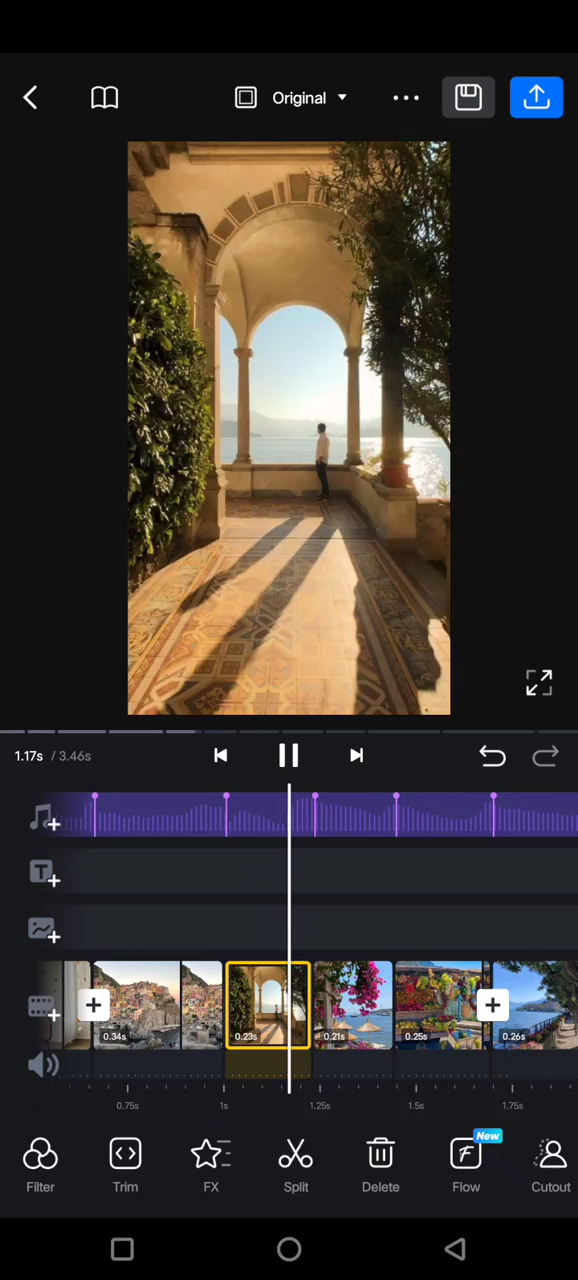 Original
1.17s / 3.46s
T
0.34s
0.23s
0.21s
0.25s
0.26s
0.75s
1s
1.25s
1.5s
1.75s
New
Filter
Trim
FX
Split
Delete
Flow
Cutout